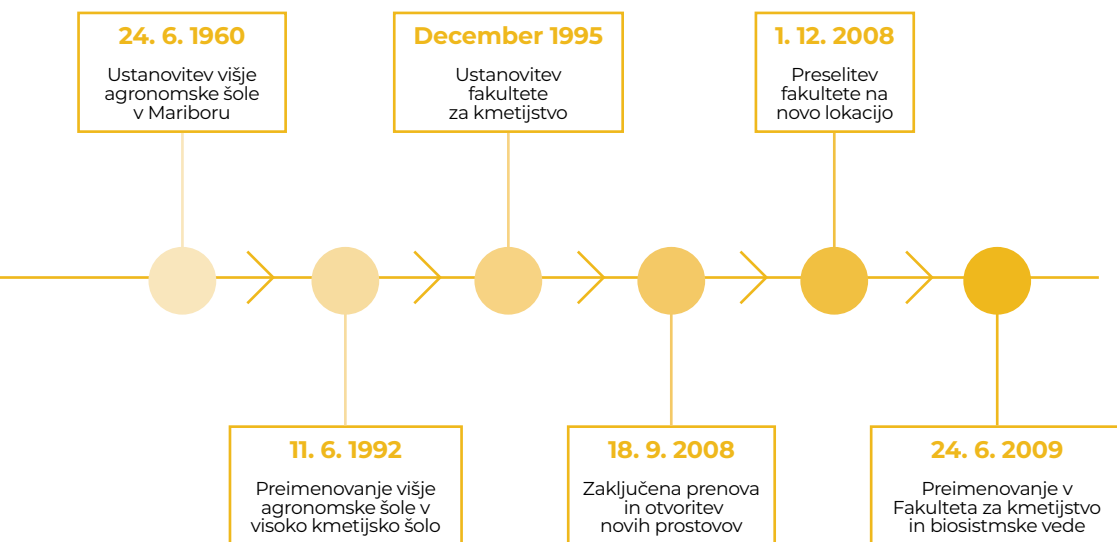 24. 6. 1960
Ustanovitev višje
agronomske šole
v Mariboru
11. 6. 1992
Preimenovanje višje
agronomske šole v
visoko kmetijsko šolo
December 1995
Ustanovitev
fakultete
za kmetijstvo
18. 9. 2008
Zaključena prenova
in otvoritev
novih prostovov
1. 12. 2008
Preselitev
fakultete na
novo lokacijo
24. 6. 2009
Preimenovanje v
Fakulteta za kmetijstvo
in biosistmske vede